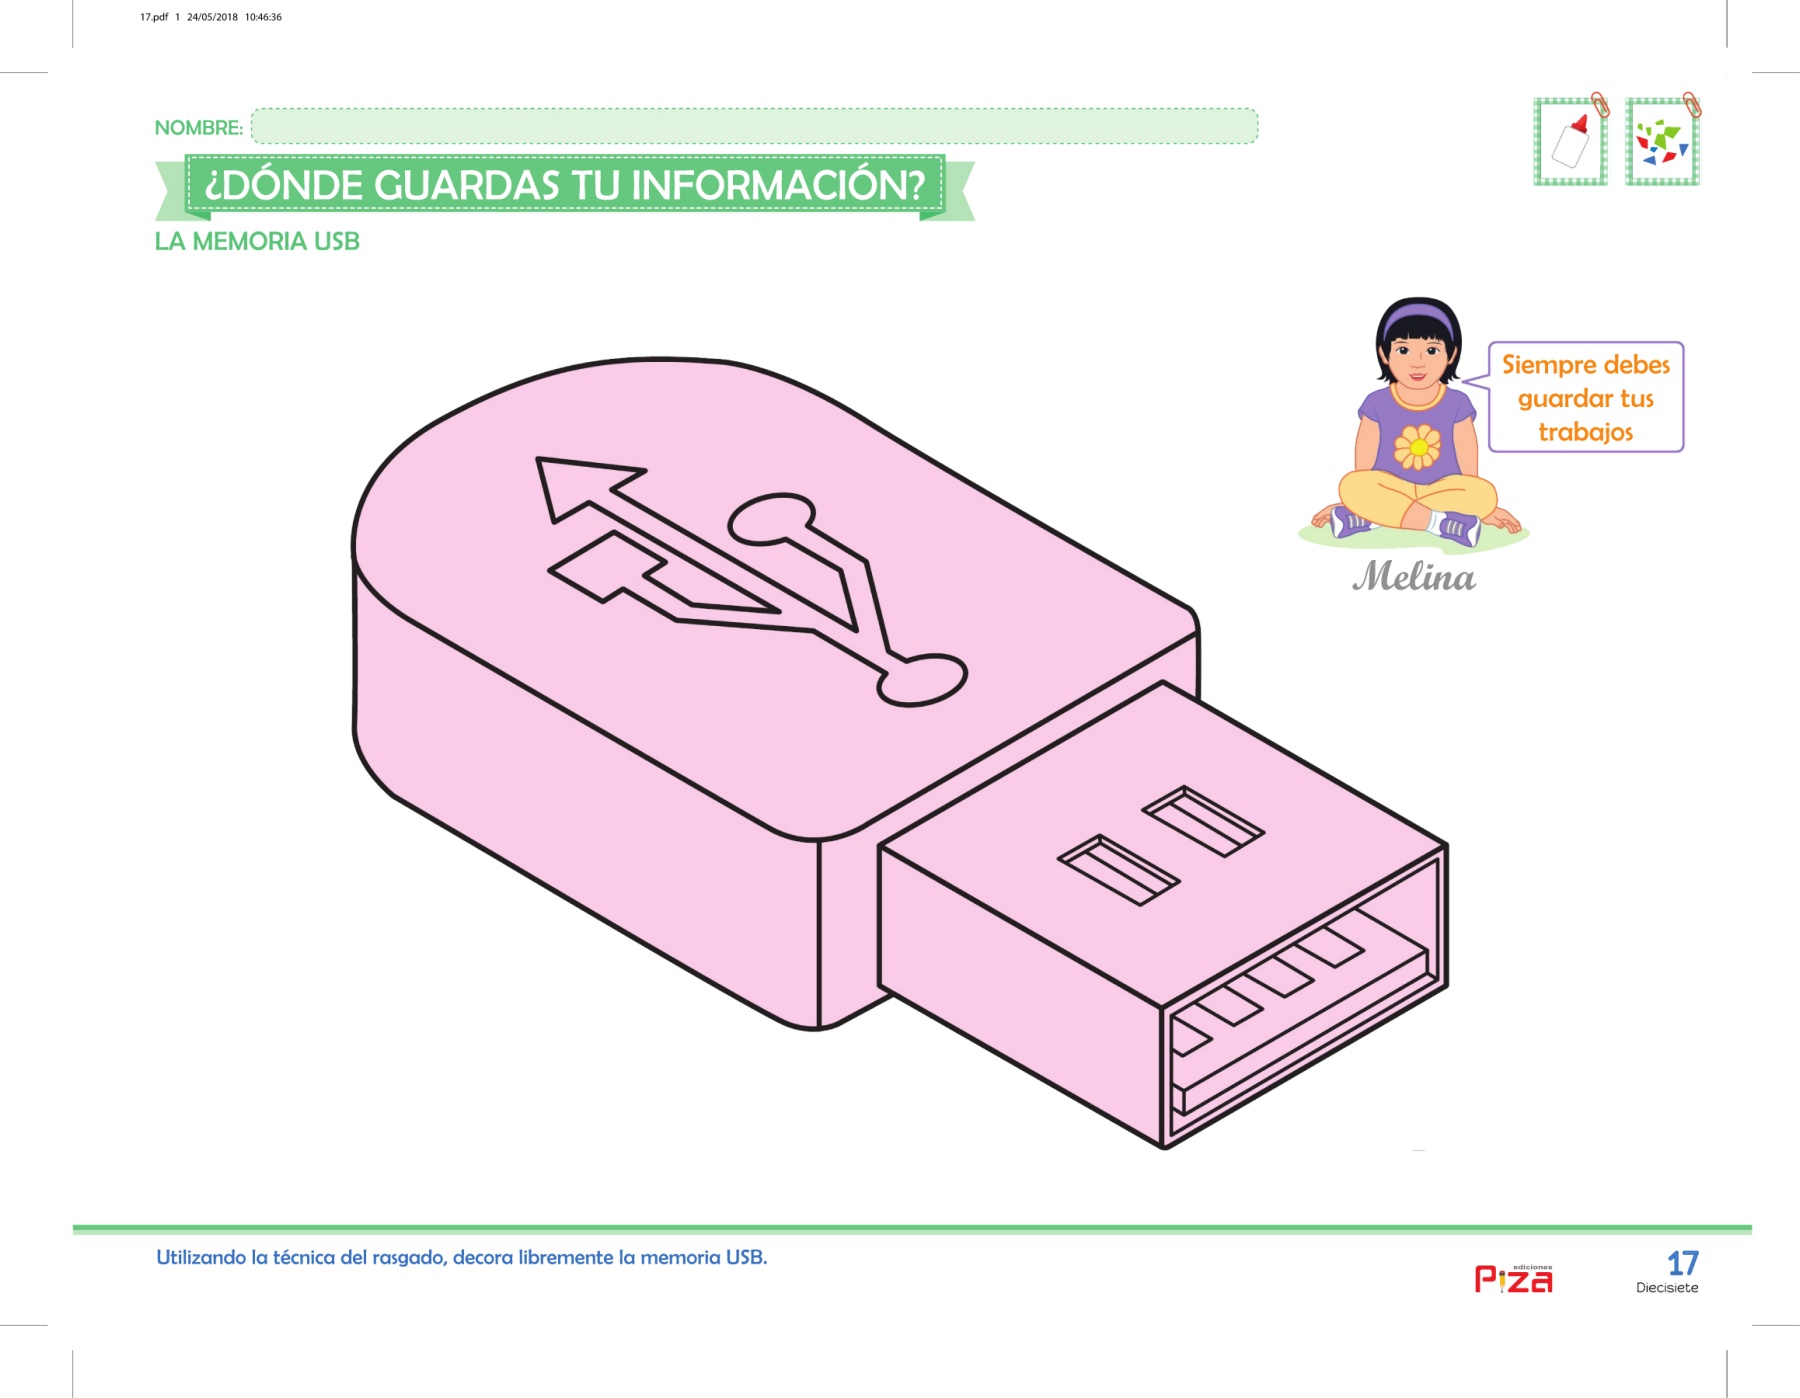 17.pdf 1 24/05/2018 10:46:36
NOMBRE:
¿DÓNDE GUARDAS TU INFORMACIÓN?
LA MEMORIA USB
Siempre debes
guardar tus
trabajos
Melina
Utilizando la técnica del rasgado, decora libremente la memoria USB.
ediciones
Piza
17
Diecisiete